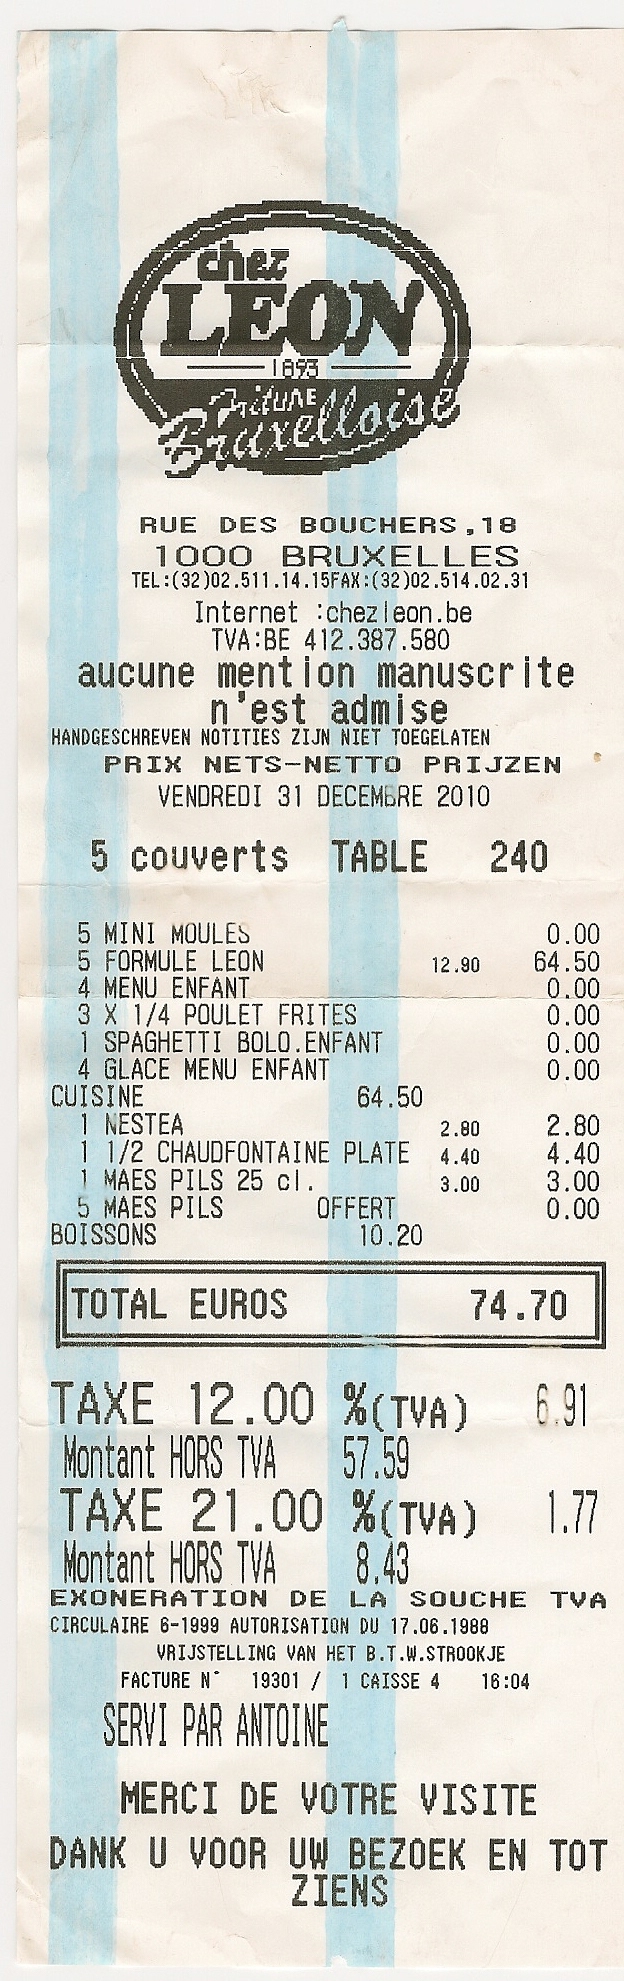 chez
LEON
1893
Friture
Bruxelloise
RUE DES BOUCHERS,18
1000 BRUXELLES
TEL:(32)02.511.14.15FAX:(32)02.514.02.31
Internet :chezleon.be
TVA:BE 412.387.580
aucune mention manuscrite
n'est admise
HANDGESCHREVEN NOTITIES ZIJN NIET TOEGELATEN
PRIX NETS-NETTO PRIJZEN
VENDREDI 31 DECEMBRE 2010
5 couverts TABLE 240
5 MINI MOULES 0.00
5 FORMULE LEON 12.90 64.50
4 MENU ENFANT 0.00
3 X 1/4 POULET FRITES 0.00
1 SPAGHETTI BOLO.ENFANT 0.00
4 GLACE MENU ENFANT 0.00
CUISINE 64.50
1 NESTEA 2.80 2.80
1 1/2 CHAUDFONTAINE PLATE 4.40 4.40
1 MAES PILS 25 cl. 3.00 3.00
5 MAES PILS OFFERT 0.00
BOISSONS 10.20
TOTAL EUROS 74.70
TAXE 12.00 %(TVA) 6.91
Montant HORS TVA 57.59
TAXE 21.00 %(TVA) 1.77
Montant HORS TVA 8.43
EXONERATION DE LA SOUCHE TVA
CIRCULAIRE 6-1999 AUTORISATION DU 17.06.1988
VRIJSTELLING VAN HET B.T.W.STROOKJE
FACTURE N° 19301 / 1 CAISSE 4 16:04
SERVI PAR ANTOINE
MERCI DE VOTRE VISITE
DANK U VOOR UW BEZOEK EN TOT
ZIENS